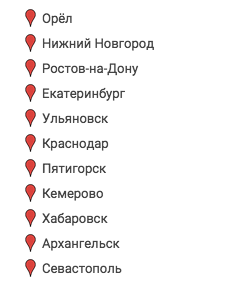 Орёл
Нижний Новгород
Ростов-на-Дону
Екатеринбург
Ульяновск
Краснодар
Пятигорск
Кемерово
Хабаровск
Архангельск
Севастополь